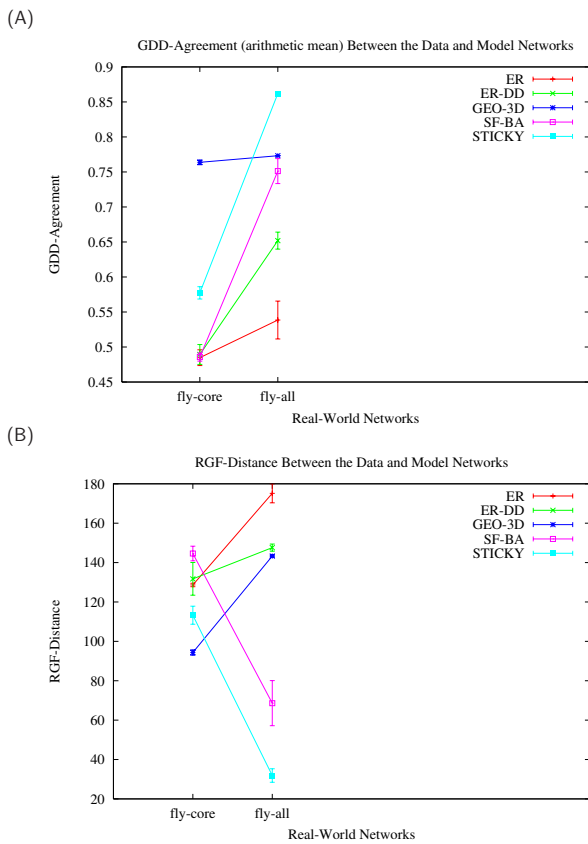 (A)
GDD-Agreement (arithmetic mean) Between the Data and Model Networks
0.9
0.85
0.8
0.75
0.7
0.65
0.6
0.55
0.5
0.45
GDD-Agreement
ER
ER-DD
GEO-3D
SF-BA
STICKY
fly-core fly-all
Real-World Networks
(B)
RGF-Distance Between the Data and Model Networks
180
160
140
120
100
80
60
40
20
RGF-Distance
ER
ER-DD
GEO-3D
SF-BA
STICKY
fly-core fly-all
Real-World Networks